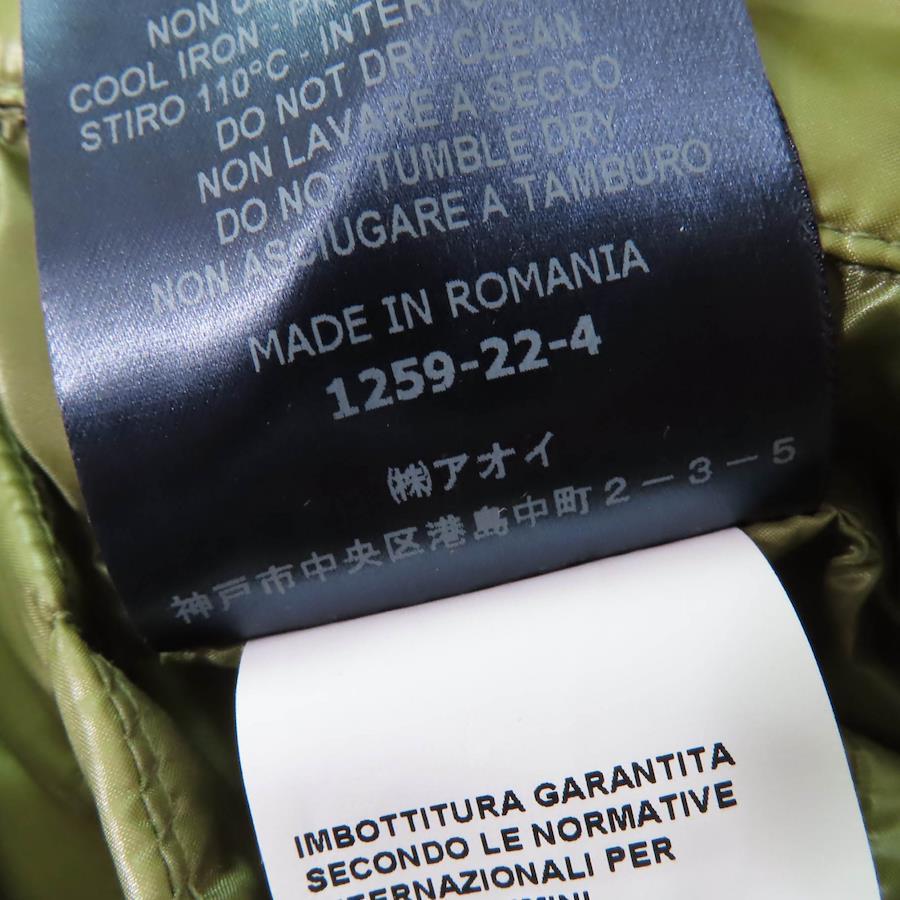 NON
COOL IRON - PR
STIRO 110°C - INTERPO
DO NOT DRY CLEAN
NON LAVARE A SECCO
DO NOT TUMBLE DRY
NON ASCIUGARE A TAMBURO
MADE IN ROMANIA
1259-22-4
㈱アオイ
神戸市中央区港島中町2-3-5
IMBOTTITURA GARANTITA
SECONDO LE NORMATIVE
INTERNAZIONALI PER